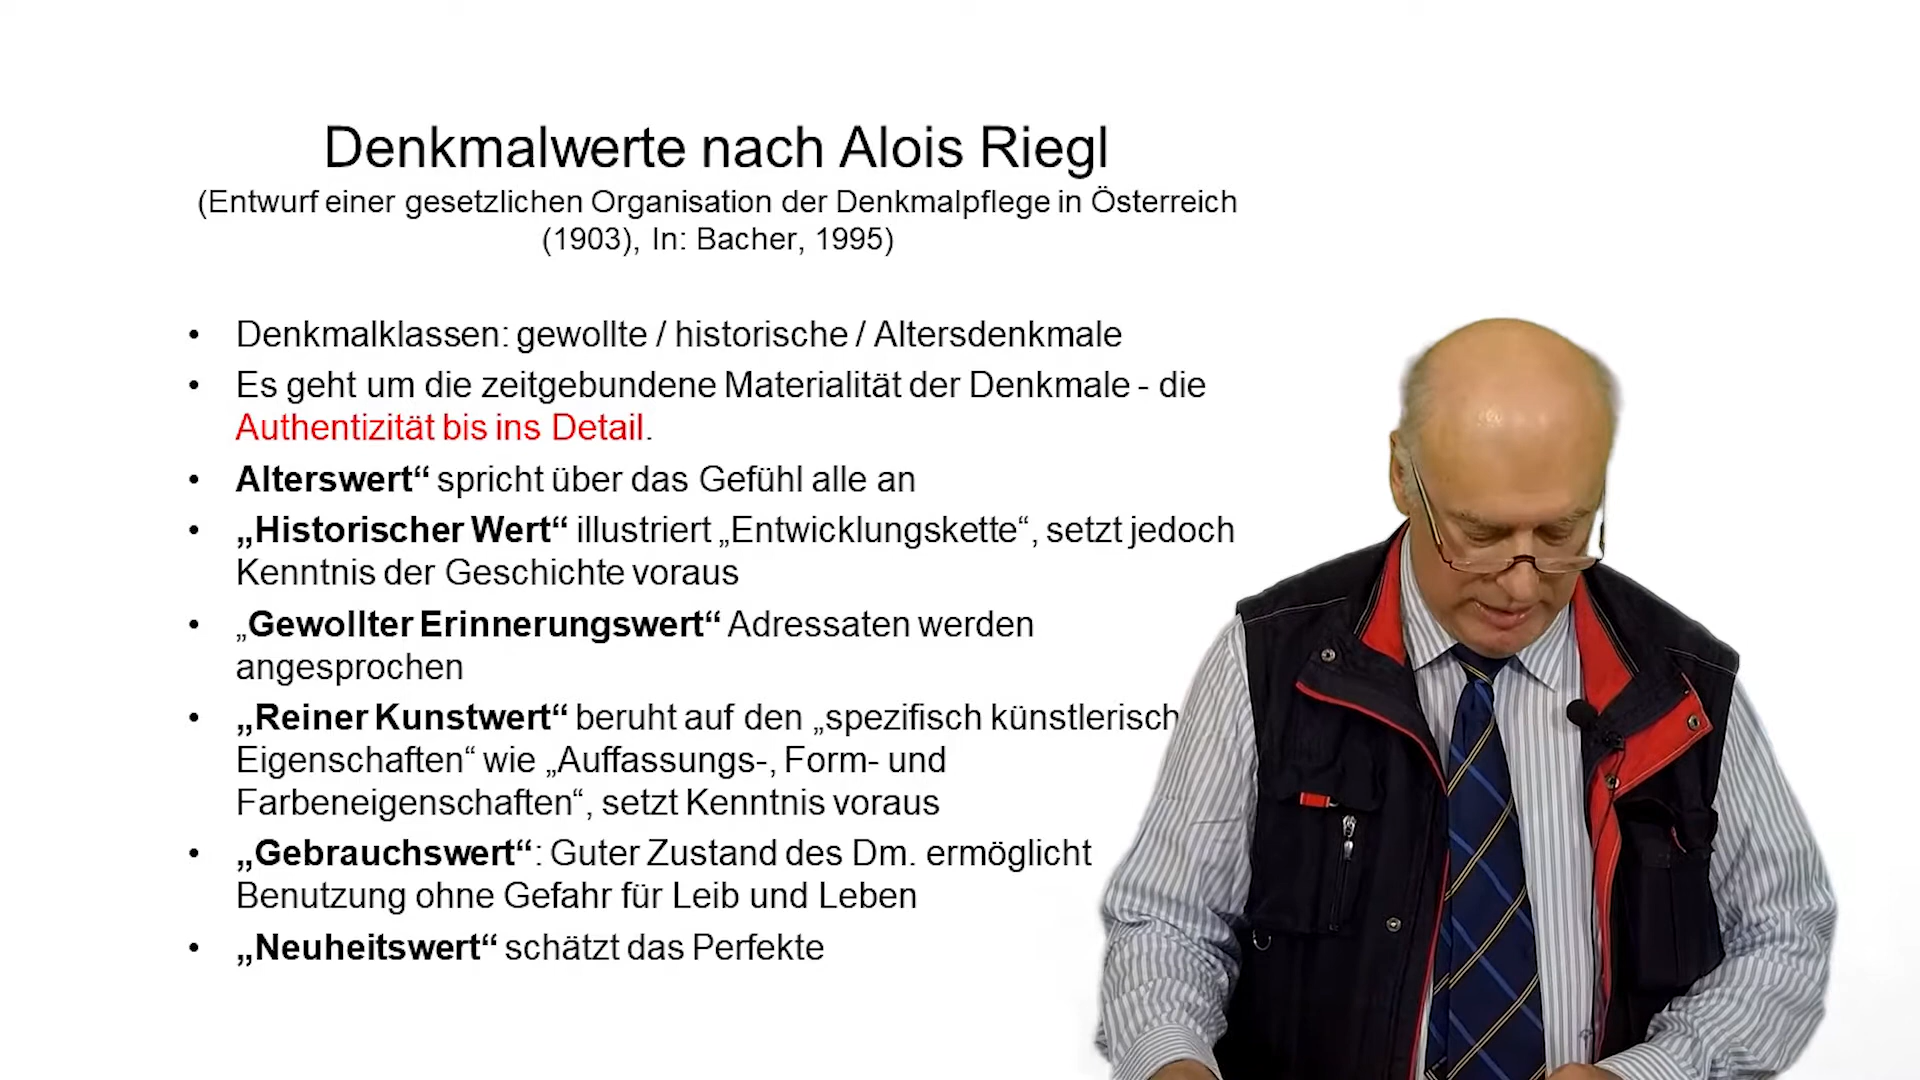 Denkmalwerte nach Alois Riegl
(Entwurf einer gesetzlichen Organisation der Denkmalpflege in Österreich
(1903), In: Bacher, 1995)
• Denkmalklassen: gewollte / historische / Altersdenkmale
• Es geht um die zeitgebundene Materialität der Denkmale - die
Authentizität bis ins Detail.
• Alterswert“ spricht über das Gefühl alle an
• „Historischer Wert“ illustriert „Entwicklungskette“, setzt jedoch
Kenntnis der Geschichte voraus
• „Gewollter Erinnerungswert“ Adressaten werden
angesprochen
• „Reiner Kunstwert“ beruht auf den „spezifisch künstlerisch
Eigenschaften“ wie „Auffassungs-, Form- und
Farbeneigenschaften“, setzt Kenntnis voraus
• „Gebrauchswert“: Guter Zustand des Dm. ermöglicht
Benutzung ohne Gefahr für Leib und Leben
• „Neuheitswert“ schätzt das Perfekte